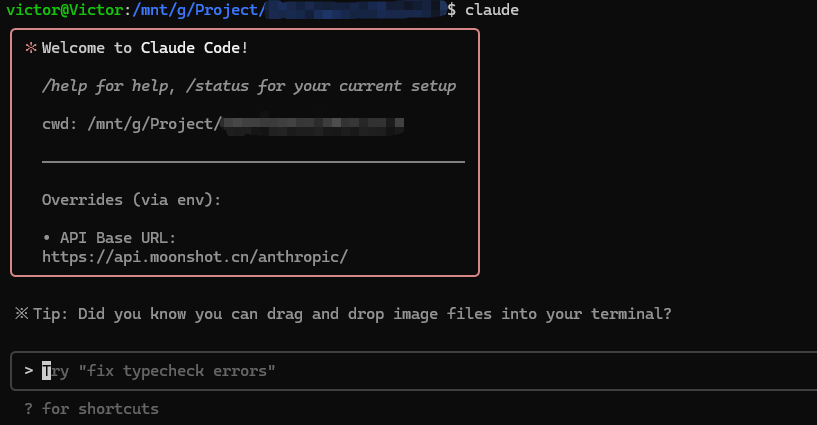 victor@Victor:/mnt/g/Project/ $ claude
* Welcome to Claude Code!
/help for help, /status for your current setup
cwd: /mnt/g/Project/
Overrides (via env):
• API Base URL:
https://api.moonshot.cn/anthropic/
※ Tip: Did you know you can drag and drop image files into your terminal?
> Try "fix typecheck errors"
? for shortcuts